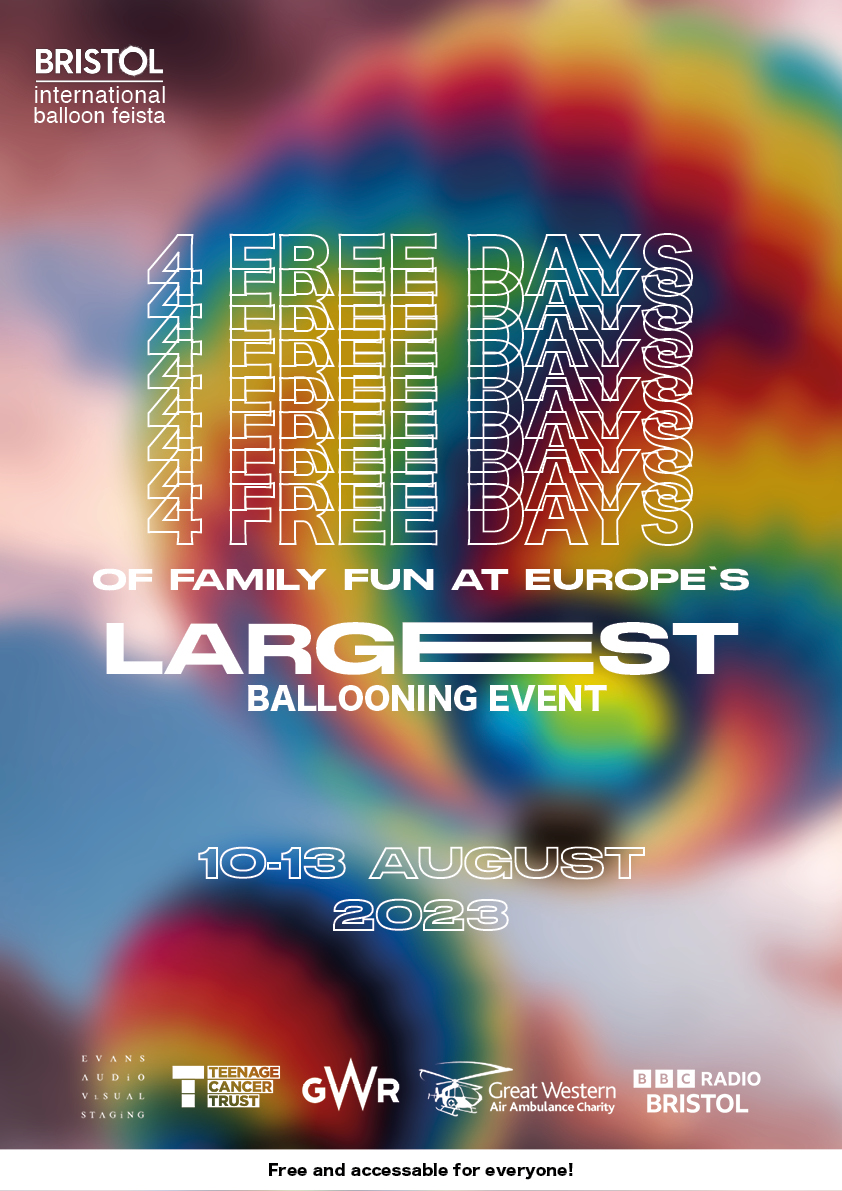 BRISTOL
international
balloon feista
4 FREE DAYS
4 FREE DAYS
4 FREE DAYS
4 FREE DAYS
4 FREE DAYS
4 FREE DAYS
4 FREE DAYS
4 FREE DAYS
OF FAMILY FUN AT EUROPE`S
LARGEST
BALLOONING EVENT
10-13 AUGUST
2023
EVANS
AUDiO
ViSUAL
STAGiNG
TEENAGE
CANCER
TRUST
GWR
Great Western
Air Ambulance Charity
BBC RADIO
BRISTOL
Free and accessable for everyone!